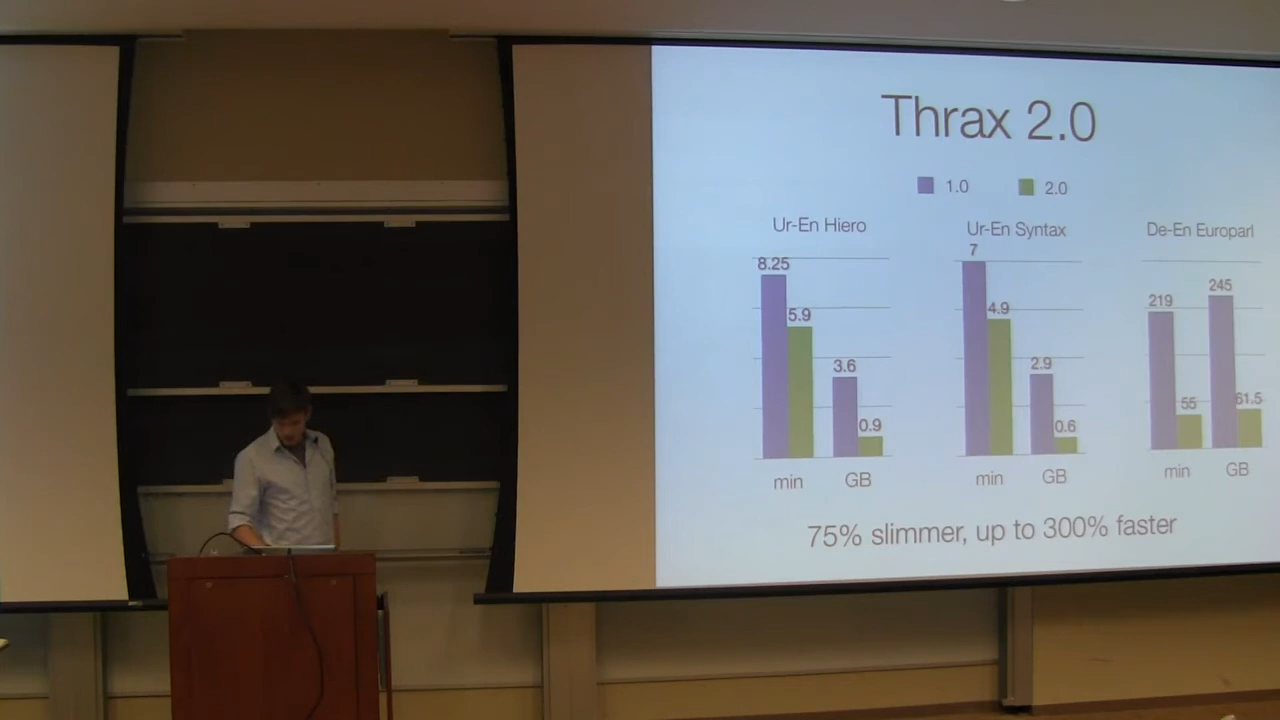 Thrax 2.0
1.0 2.0
Ur-En Hiero
8.25
5.9
3.6
0.9
min GB
Ur-En Syntax
7
4.9
2.9
0.6
min GB
De-En Europarl
219
55
245
61.5
min GB
75% slimmer, up to 300% faster